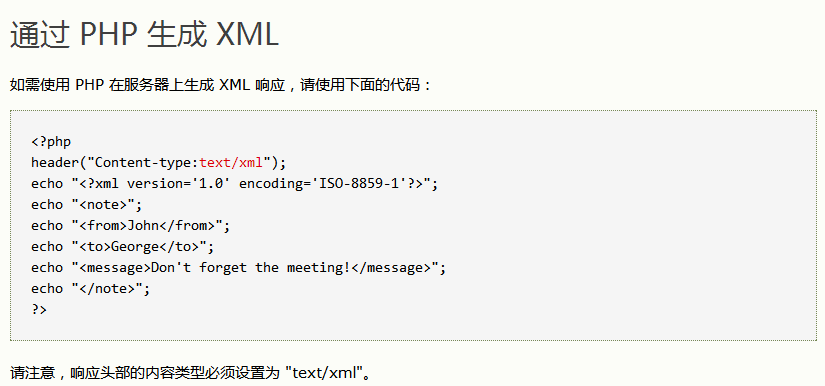 通过 PHP 生成 XML
如需使用 PHP 在服务器上生成 XML 响应，请使用下面的代码：
<?php
header("Content-type:text/xml");
echo "<?xml version='1.0' encoding='ISO-8859-1'?>";
echo "<note>";
echo "<from>John</from>";
echo "<to>George</to>";
echo "<message>Don't forget the meeting!</message>";
echo "</note>";
?>
请注意，响应头部的内容类型必须设置为 "text/xml"。